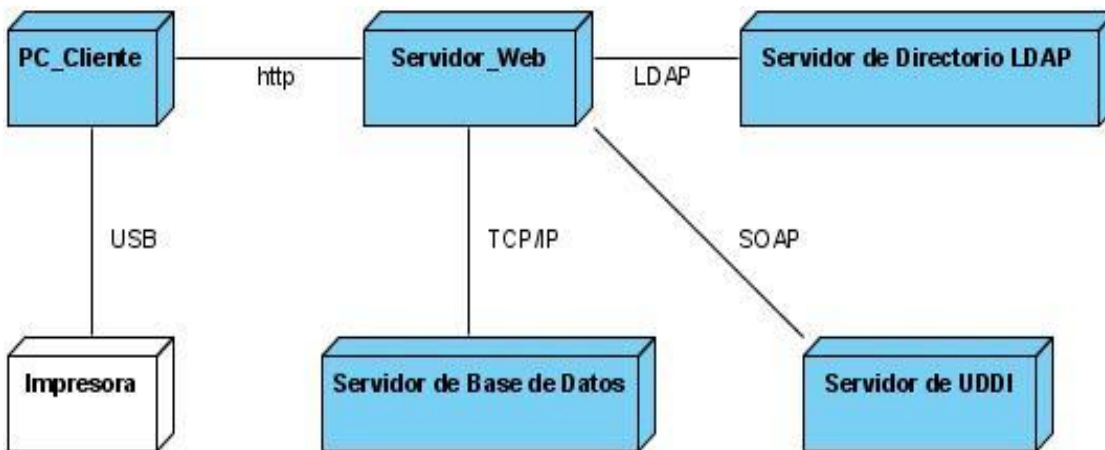 PC_Cliente
http
Servidor_Web
LDAP
Servidor de Directorio LDAP
USB
TCP/IP
SOAP
Impresora
Servidor de Base de Datos
Servidor de UDDI